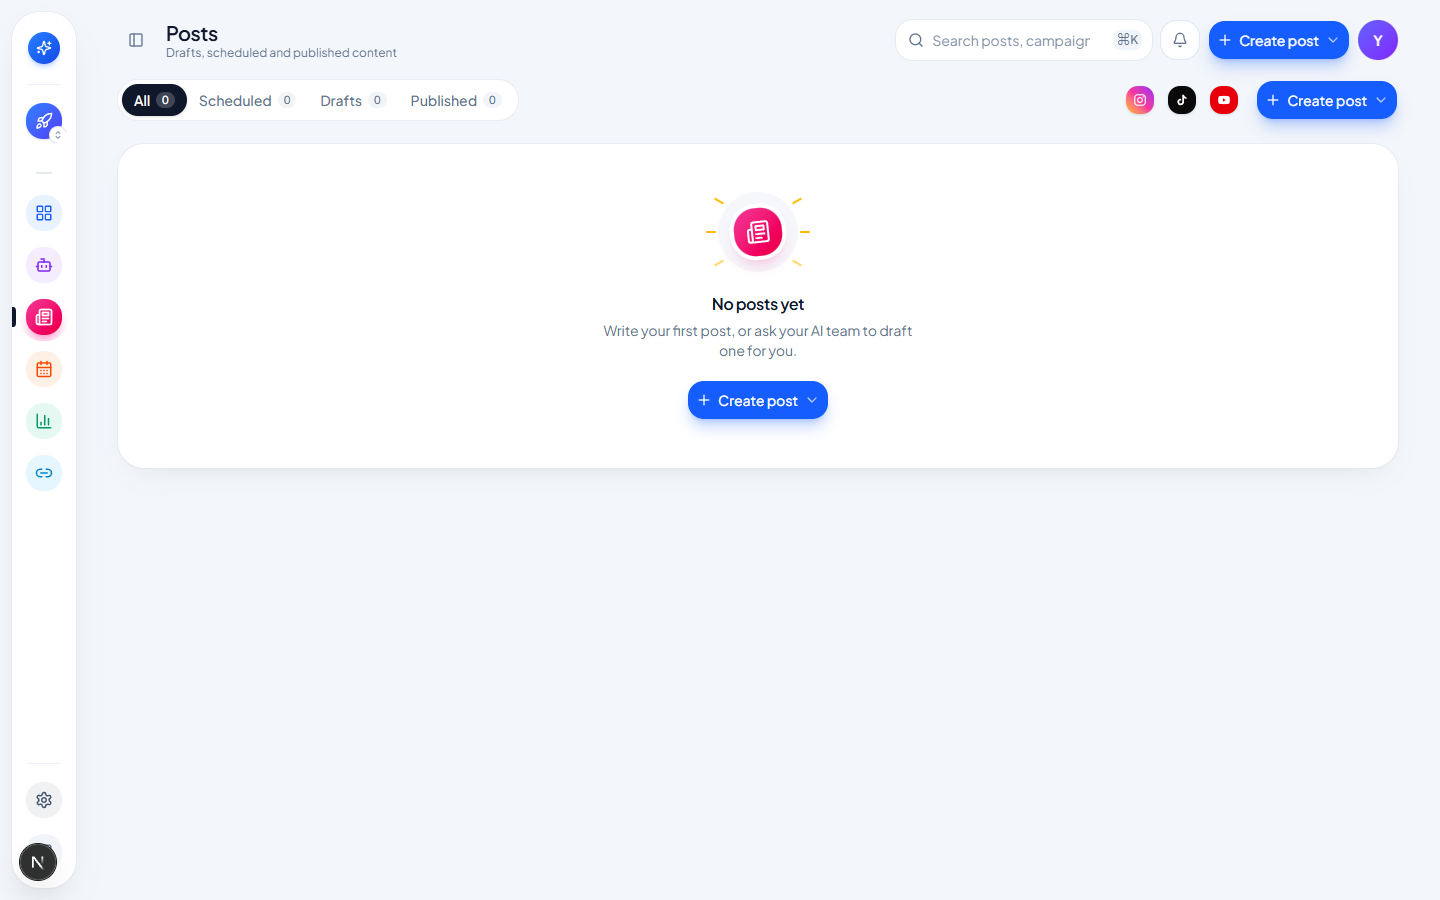 Posts
Drafts, scheduled and published content
Search posts, campaigr
⌘K
Create post
Y
All 0
Scheduled 0
Drafts 0
Published 0
Create post
No posts yet
Write your first post, or ask your AI team to draft
one for you.
Create post
N